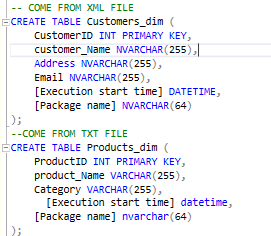 -- COME FROM XML FILE
CREATE TABLE Customers_dim (
CustomerID INT PRIMARY KEY,
customer_Name NVARCHAR(255),
Address NVARCHAR(255),
Email NVARCHAR(255),
[Execution start time] DATETIME,
[Package name] NVARCHAR(64)
);
--COME FROM TXT FILE
CREATE TABLE Products_dim (
ProductID INT PRIMARY KEY,
product_Name VARCHAR(255),
Category VARCHAR(255),
[Execution start time] datetime,
[Package name] nvarchar(64)
);